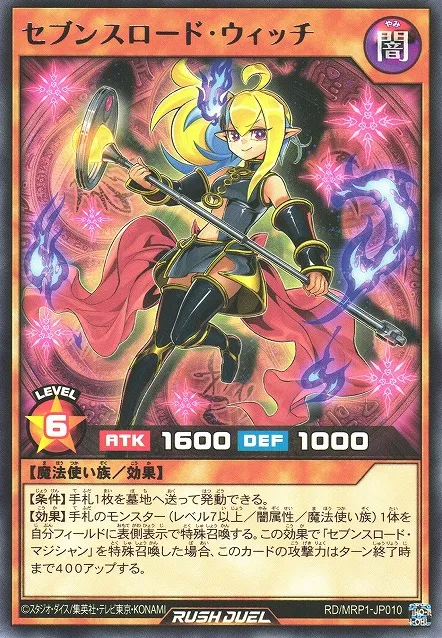 セブンスロード・ウィッチ
やみ
闇
LEVEL
6
ATK 1600 DEF 1000
【魔法使い族/効果】
【条件】手札1枚を墓地へ送って発動できる。
【効果】手札のモンスター(レベル7以上/闇属性/魔法使い族)1体を
自分フィールドに表側表示で特殊召喚する。この効果で「セブンスロード・
マジシャン」を特殊召喚した場合、このカードの攻撃力はターン終了時
まで400アップする。
©スタジオ・ダイス/集英社・テレビ東京・KONAMI
RUSH DUEL
RD/MRP1-JP010